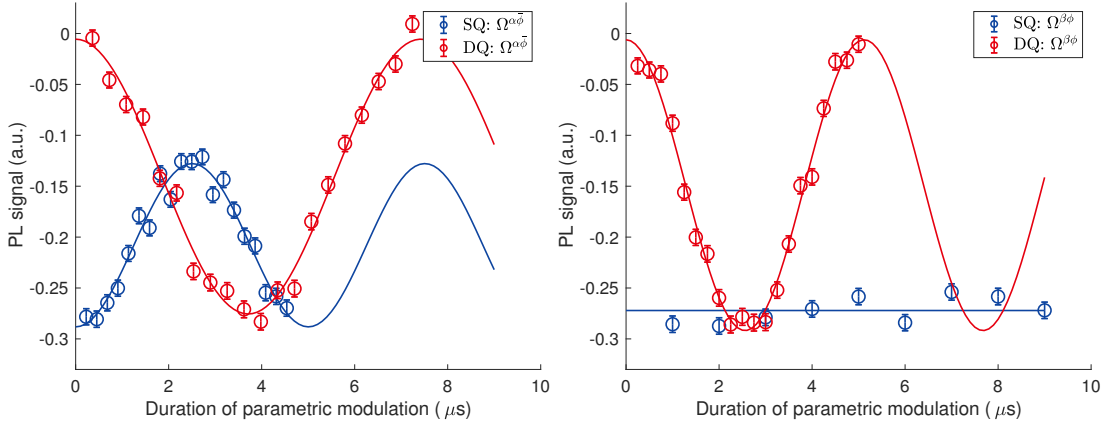 0
-0.05
-0.1
-0.15
-0.2
-0.25
-0.3
PL signal (a.u.)
0 2 4 6 8 10
Duration of parametric modulation ( μs)
SQ: Ω^{αφ̄}
DQ: Ω^{αφ̄}
0
-0.05
-0.1
-0.15
-0.2
-0.25
-0.3
PL signal (a.u.)
0 2 4 6 8 10
Duration of parametric modulation ( μs)
SQ: Ω^{βφ}
DQ: Ω^{βφ}